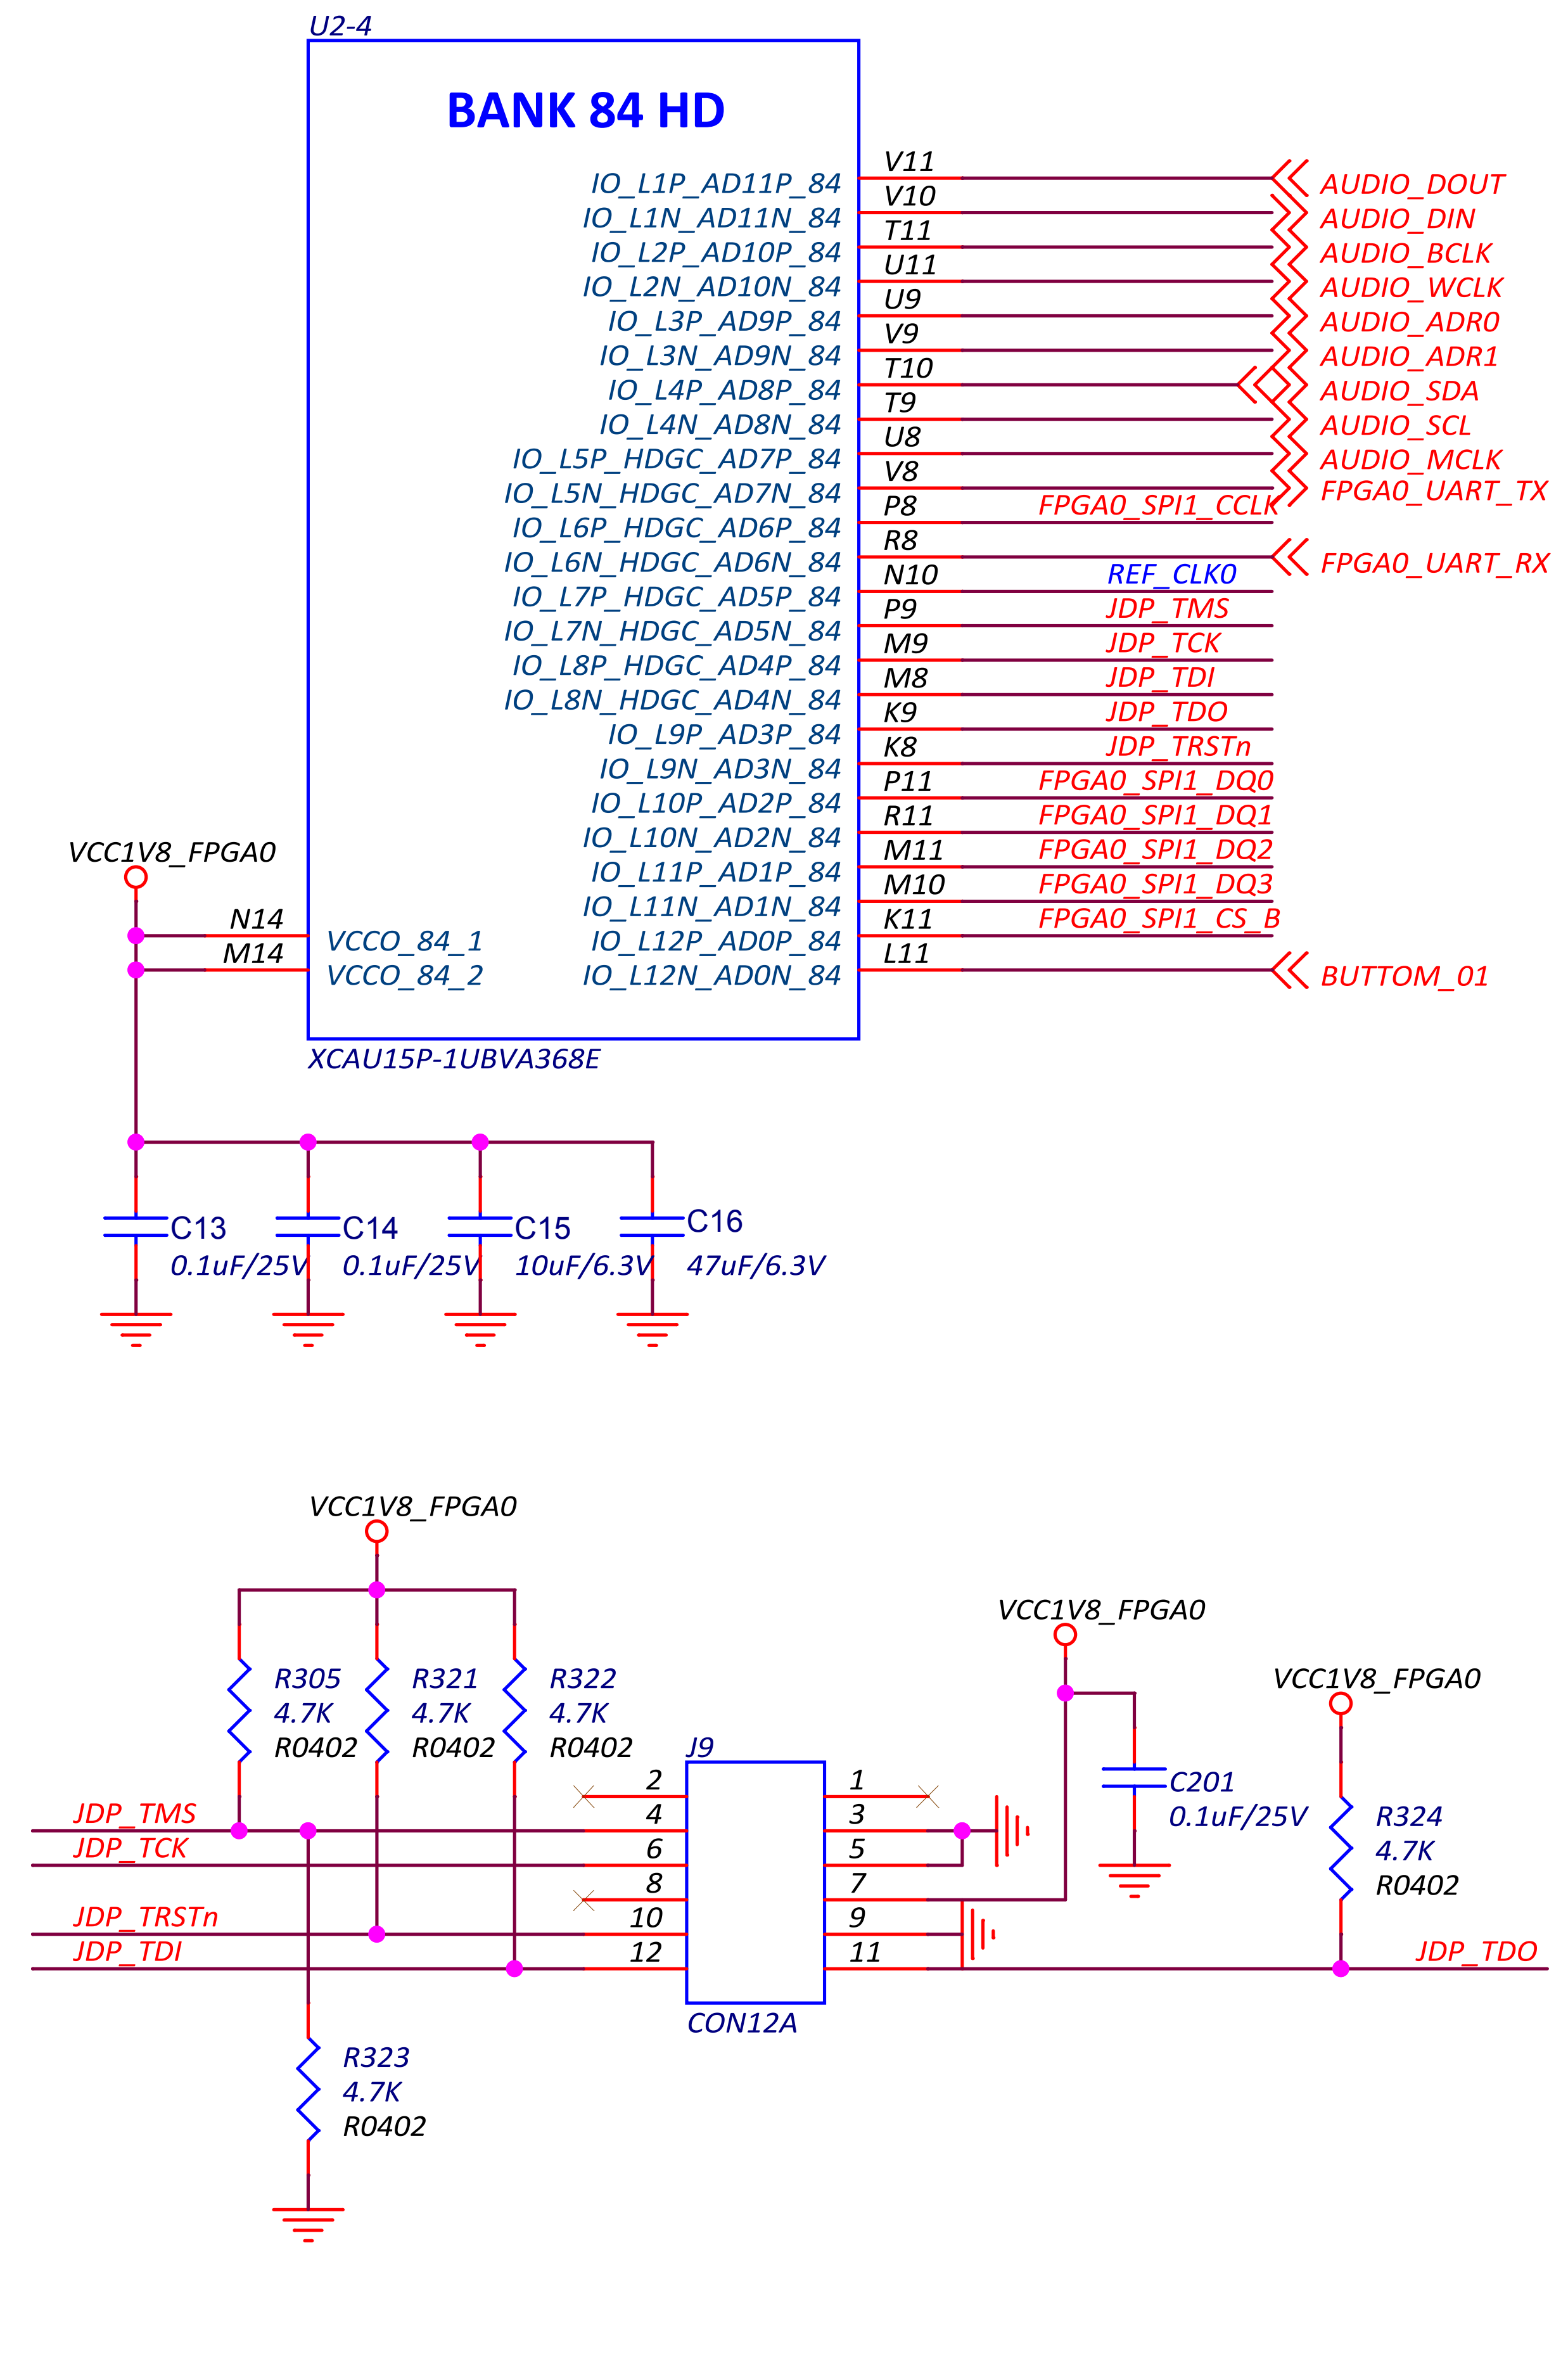 U2-4
BANK 84 HD
IO_L1P_AD11P_84 V11 AUDIO_DOUT
IO_L1N_AD11N_84 V10 AUDIO_DIN
IO_L2P_AD10P_84 T11 AUDIO_BCLK
IO_L2N_AD10N_84 U11 AUDIO_WCLK
IO_L3P_AD9P_84 U9 AUDIO_ADR0
IO_L3N_AD9N_84 V9 AUDIO_ADR1
IO_L4P_AD8P_84 T10 AUDIO_SDA
IO_L4N_AD8N_84 T9 AUDIO_SCL
IO_L5P_HDGC_AD7P_84 U8 AUDIO_MCLK
IO_L5N_HDGC_AD7N_84 V8 FPGA0_UART_TX
IO_L6P_HDGC_AD6P_84 P8 FPGA0_SPI1_CCLK
IO_L6N_HDGC_AD6N_84 R8 FPGA0_UART_RX
IO_L7P_HDGC_AD5P_84 N10 REF_CLK0
IO_L7N_HDGC_AD5N_84 P9 JDP_TMS
IO_L8P_HDGC_AD4P_84 M9 JDP_TCK
IO_L8N_HDGC_AD4N_84 M8 JDP_TDI
IO_L9P_AD3P_84 K9 JDP_TDO
IO_L9N_AD3N_84 K8 JDP_TRSTn
IO_L10P_AD2P_84 P11 FPGA0_SPI1_DQ0
IO_L10N_AD2N_84 R11 FPGA0_SPI1_DQ1
VCC1V8_FPGA0 IO_L11P_AD1P_84 M11 FPGA0_SPI1_DQ2
IO_L11N_AD1N_84 M10 FPGA0_SPI1_DQ3
N14 VCCO_84_1 IO_L12P_AD0P_84 K11 FPGA0_SPI1_CS_B
M14 VCCO_84_2 IO_L12N_AD0N_84 L11 BUTTOM_01
XCAU15P-1UBVA368E
C13 C14 C15 C16
0.1uF/25V 0.1uF/25V 10uF/6.3V 47uF/6.3V
VCC1V8_FPGA0
VCC1V8_FPGA0
R305 R321 R322 VCC1V8_FPGA0
4.7K 4.7K 4.7K
R0402 R0402 R0402 J9
2 1 C201
JDP_TMS 4 3 0.1uF/25V R324
JDP_TCK 6 5 4.7K
8 7 R0402
JDP_TRSTn 10 9
JDP_TDI 12 11 JDP_TDO
CON12A
R323
4.7K
R0402